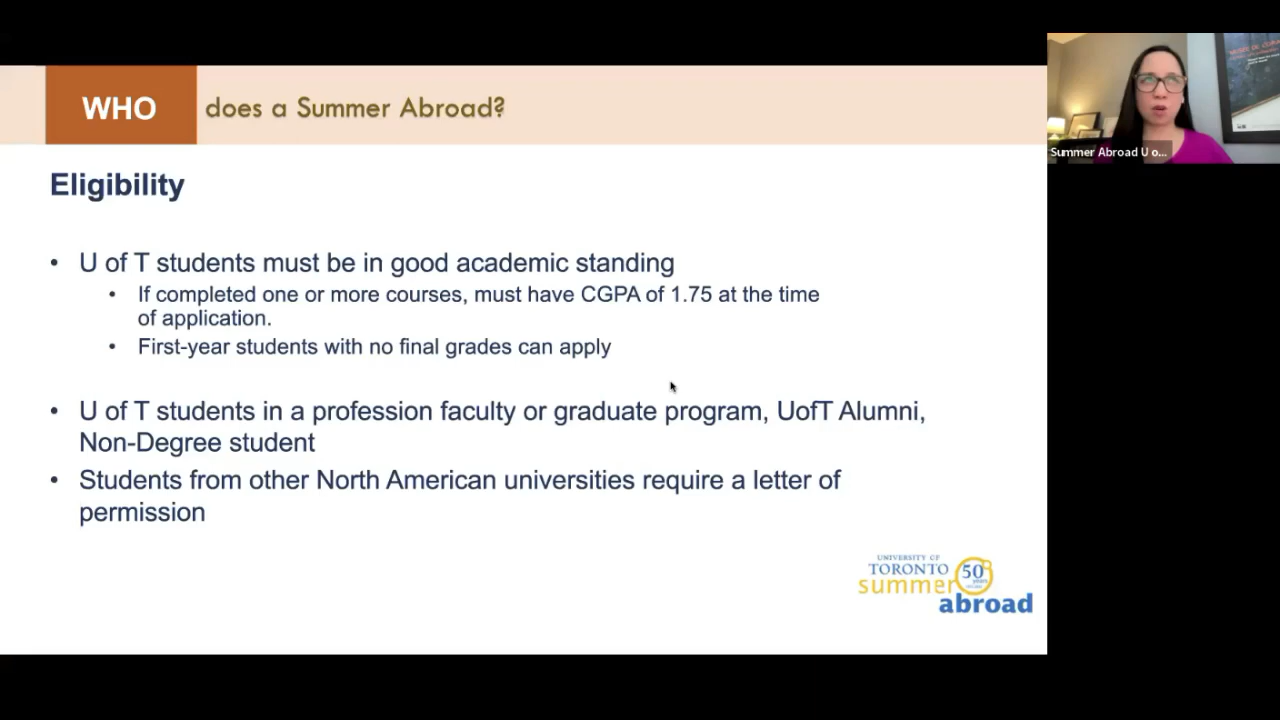 WHO does a Summer Abroad?
Summer Abroad U o...
Eligibility
• U of T students must be in good academic standing
• If completed one or more courses, must have CGPA of 1.75 at the time
of application.
• First-year students with no final grades can apply
• U of T students in a profession faculty or graduate program, UofT Alumni,
Non-Degree student
• Students from other North American universities require a letter of
permission
UNIVERSITY OF
TORONTO
50
years
summer
abroad